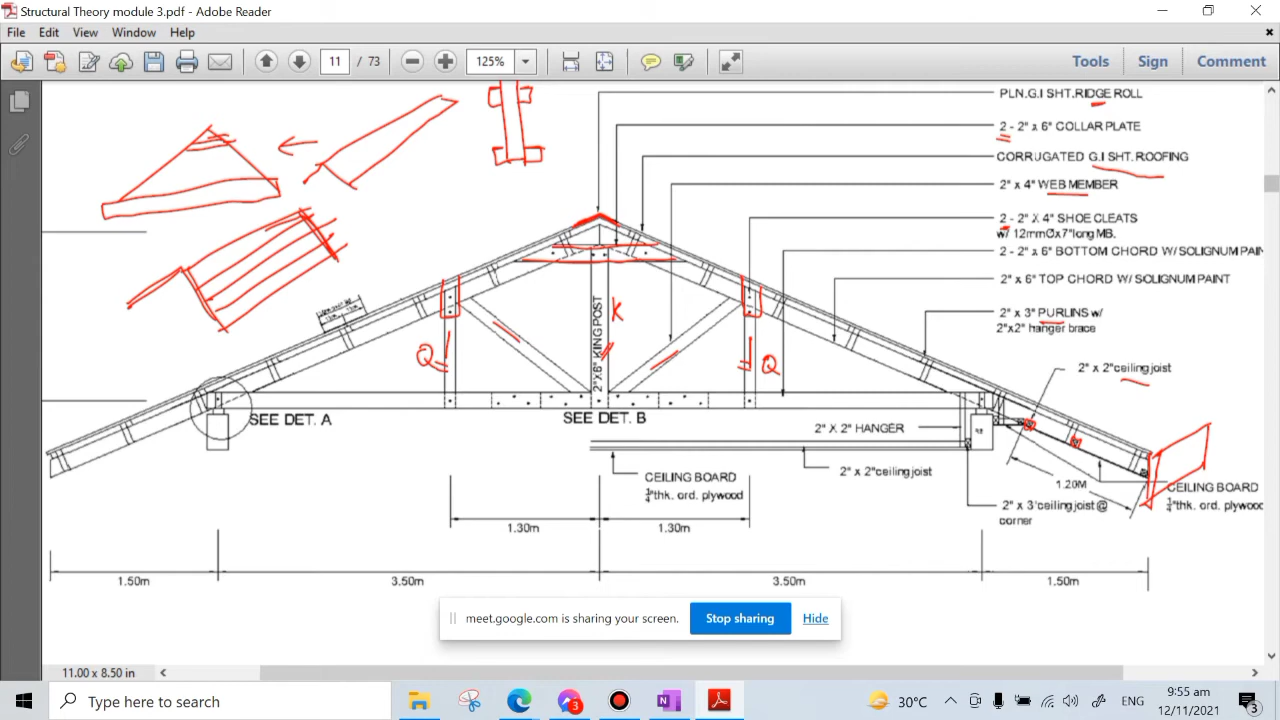 Structural Theory module 3.pdf - Adobe Reader
File Edit View Window Help
11 / 73 125% Tools Sign Comment
PLN.G.I SHT.RIDGE ROLL
2 - 2" x 6" COLLAR PLATE
CORRUGATED G.I SHT. ROOFING
2" x 4" WEB MEMBER
2 - 2" X 4" SHOE CLEATS
w/ 12mmØx7"long MB.
2 - 2" x 6" BOTTOM CHORD W/SOLIGNUM PAIN
2" x 6" TOP CHORD W/ SOLIGNUM PAINT
2" x 3" PURLINS w/
2"x2" hanger brace
2" x 2"ceiling joist
K
Q
Q
2"X6" KING POST
SEE DET. A
SEE DET. B
2" X 2" HANGER
2" x 2"ceiling joist
CEILING BOARD
¼"thk. ord. plywood
1.20M
CEILING BOARD
¼"thk. ord. plywood
2" x 3"ceiling joist @
corner
1.30m
1.30m
1.50m
3.50m
3.50m
1.50m
meet.google.com is sharing your screen. Stop sharing Hide
11.00 x 8.50 in
Type here to search
3
30°C
ENG
9:55 am
12/11/2021
3